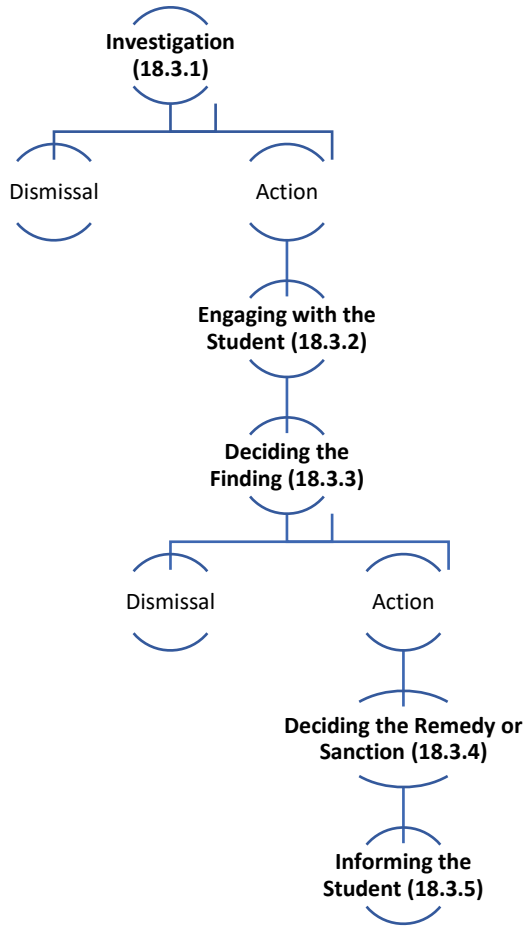 Investigation
(18.3.1)
Dismissal
Action
Engaging with the
Student (18.3.2)
Deciding the
Finding (18.3.3)
Dismissal
Action
Deciding the Remedy or
Sanction (18.3.4)
Informing the
Student (18.3.5)